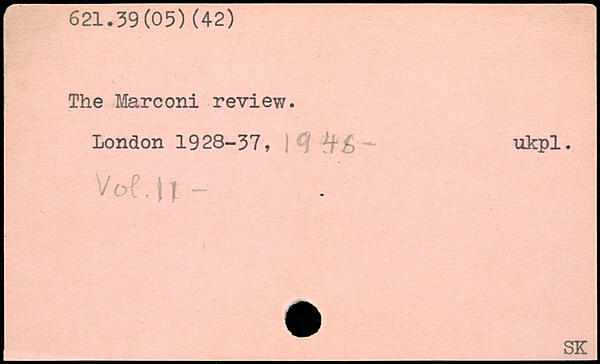 621.39(05)(42)
The Marconi review.
London 1928-37, 1948- ukpl.
Vol. 11 -
SK